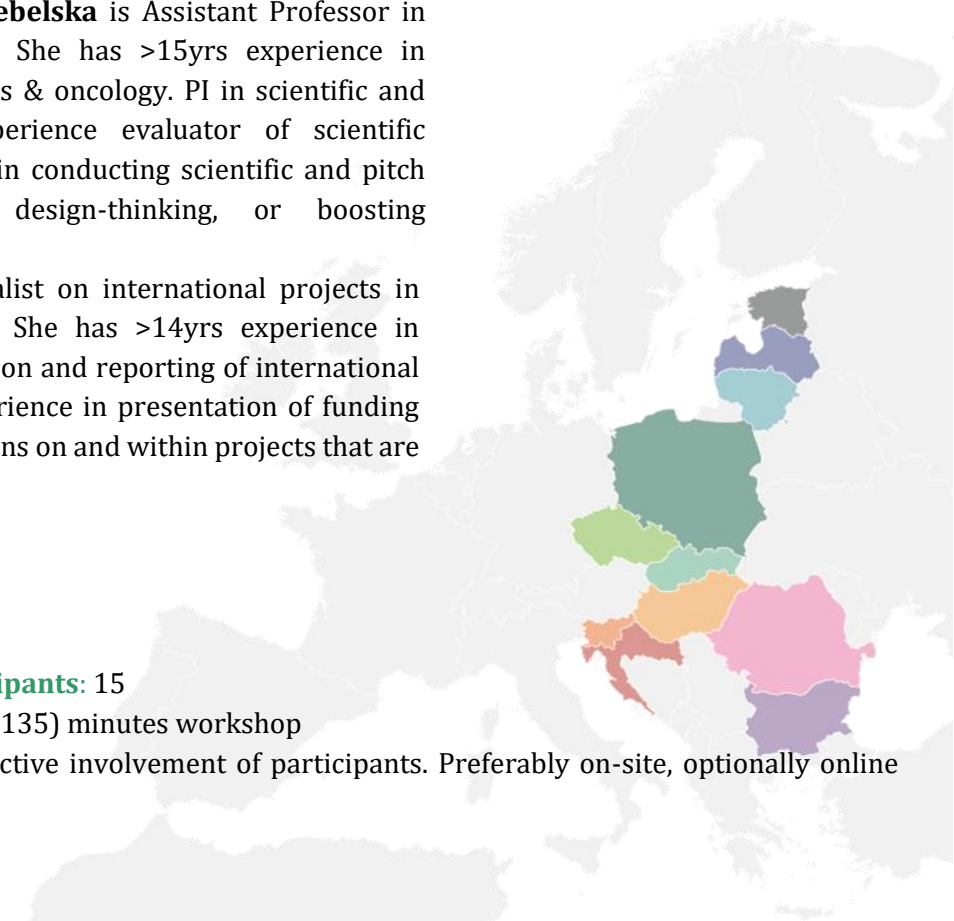 ebelska is Assistant Professor in
She has >15yrs experience in
s & oncology. PI in scientific and
perience evaluator of scientific
in conducting scientific and pitch
design-thinking, or boosting
alist on international projects in
She has >14yrs experience in
on and reporting of international
rience in presentation of funding
ns on and within projects that are
ipants: 15
135) minutes workshop
ctive involvement of participants. Preferably on-site, optionally online